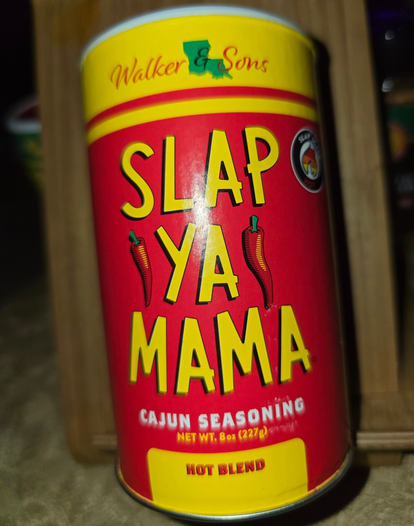 Walker & Sons
SLAP
YA
MAMA
CAJUN SEASONING
NET WT. 8oz (227g)
HOT BLEND